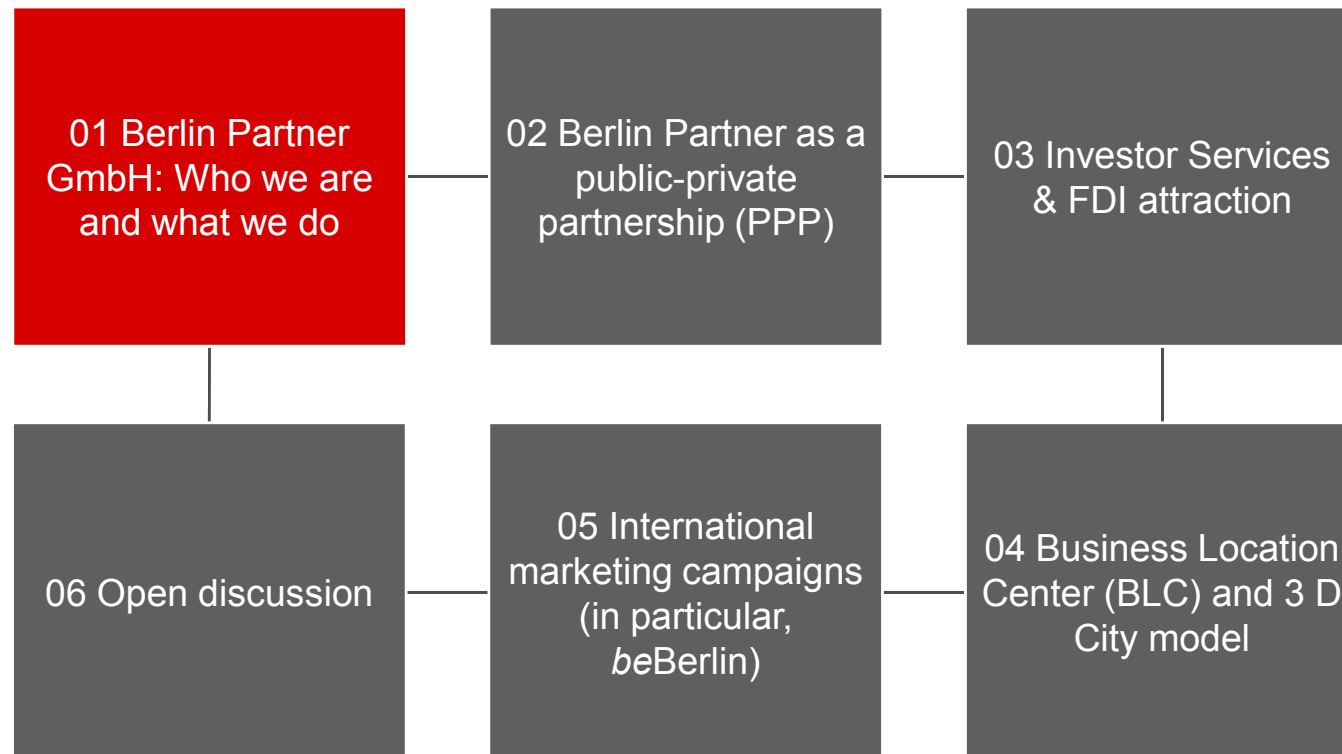 01 Berlin Partner
GmbH: Who we are
and what we do
02 Berlin Partner as a
public-private
partnership (PPP)
03 Investor Services
& FDI attraction
04 Business Location
Center (BLC) and 3 D
City model
05 International
marketing campaigns
(in particular,
beBerlin)
06 Open discussion